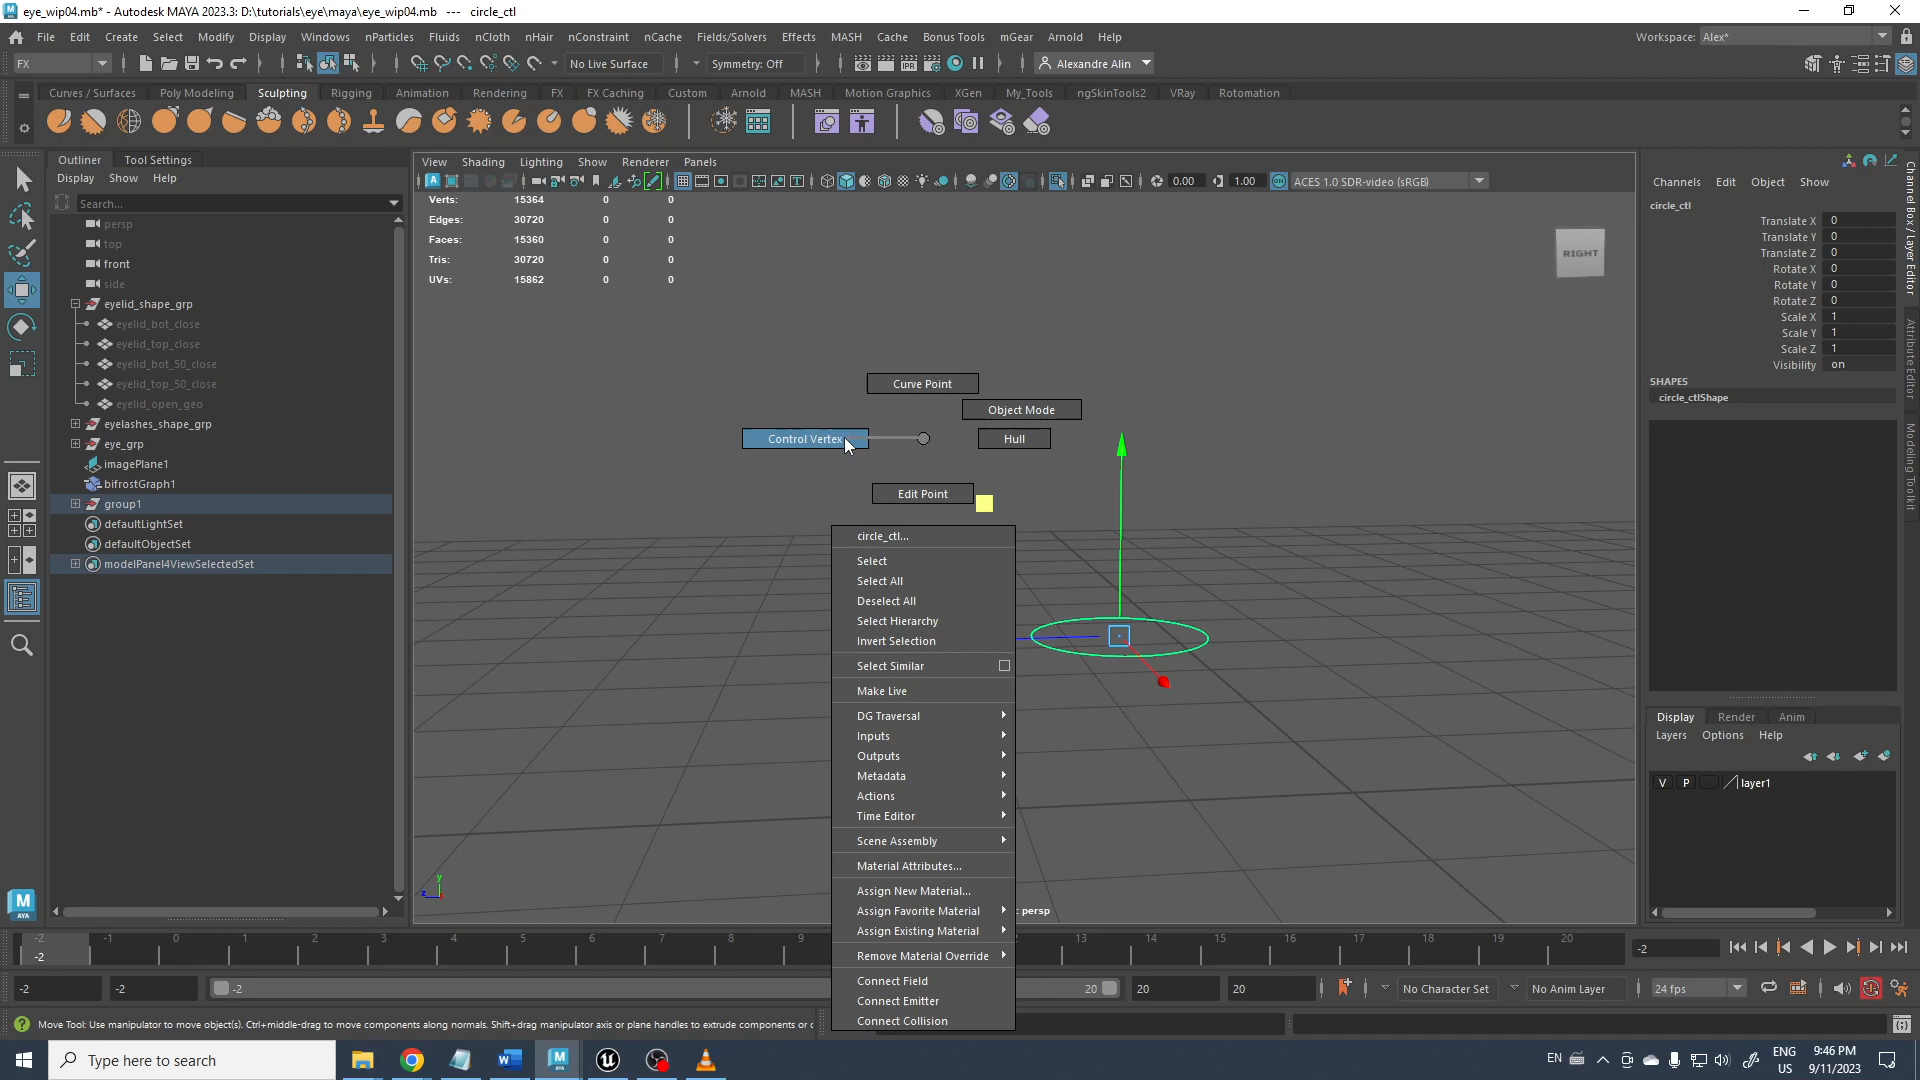 eye_wip04.mb* - Autodesk MAYA 2023.3: D:\tutorials\eye\maya\eye_wip04.mb --- circle_ctl
File Edit Create Select Modify Display Windows nParticles Fluids nCloth nHair nConstraint nCache Fields/Solvers Effects MASH Cache Bonus Tools mGear Arnold Help
Workspace: Alex*
FX
No Live Surface
Symmetry: Off
Alexandre Alin
Curves / Surfaces Poly Modeling Sculpting Rigging Animation Rendering FX FX Caching Custom Arnold MASH Motion Graphics XGen My_Tools ngSkinTools2 VRay Rotomation
Outliner Tool Settings
Display Show Help
Search...
persp
top
front
side
eyelid_shape_grp
eyelid_bot_close
eyelid_top_close
eyelid_bot_50_close
eyelid_top_50_close
eyelid_open_geo
eyelashes_shape_grp
eye_grp
imagePlane1
bifrostGraph1
group1
defaultLightSet
defaultObjectSet
modelPanel4ViewSelectedSet
View Shading Lighting Show Renderer Panels
0.00 1.00 ACES 1.0 SDR-video (sRGB)
Verts: 15364 0 0
Edges: 30720 0 0
Faces: 15360 0 0
Tris: 30720 0 0
UVs: 15862 0 0
RIGHT
Curve Point
Object Mode
Control Vertex
Hull
Edit Point
circle_ctl...
Select
Select All
Deselect All
Select Hierarchy
Invert Selection
Select Similar
Make Live
DG Traversal
Inputs
Outputs
Metadata
Actions
Time Editor
Scene Assembly
Material Attributes...
Assign New Material...
Assign Favorite Material
Assign Existing Material
Remove Material Override
Connect Field
Connect Emitter
Connect Collision
: persp
y
z
Channels Edit Object Show
circle_ctl
Translate X 0
Translate Y 0
Translate Z 0
Rotate X 0
Rotate Y 0
Rotate Z 0
Scale X 1
Scale Y 1
Scale Z 1
Visibility on
SHAPES
circle_ctlShape
Display Render Anim
Layers Options Help
V P layer1
Channel Box / Layer Editor
Attribute Editor
Modeling Toolkit
-2 -1 0 1 2 3 4 5 6 7 8 9 13 14 15 16 17 18 19 20
-2
-2
-2 -2 -2 20 20 20 No Character Set No Anim Layer 24 fps
Move Tool: Use manipulator to move object(s). Ctrl+middle-drag to move components along normals. Shift+drag manipulator axis or plane handles to extrude components or
MAYA
Type here to search
EN
ENG
US
9:46 PM
9/11/2023